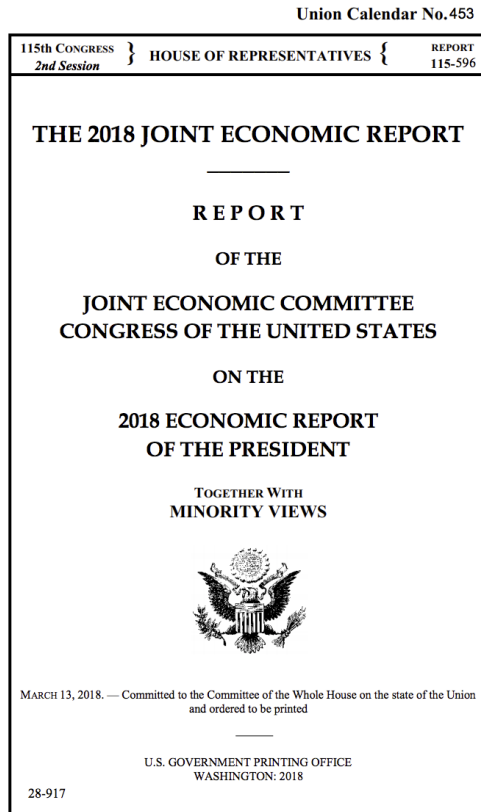 Union Calendar No. 453
115th CONGRESS } HOUSE OF REPRESENTATIVES { REPORT
2nd Session 115-596
THE 2018 JOINT ECONOMIC REPORT
REPORT
OF THE
JOINT ECONOMIC COMMITTEE
CONGRESS OF THE UNITED STATES
ON THE
2018 ECONOMIC REPORT
OF THE PRESIDENT
TOGETHER WITH
MINORITY VIEWS
MARCH 13, 2018. — Committed to the Committee of the Whole House on the state of the Union
and ordered to be printed
U.S. GOVERNMENT PRINTING OFFICE
WASHINGTON: 2018
28-917